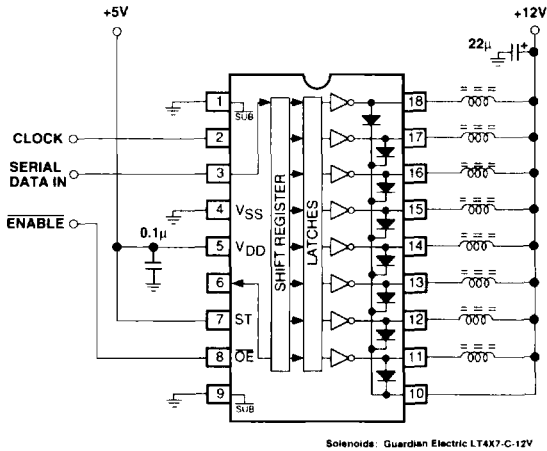 +5V
+12V
22µ
+
1
SUB
18
CLOCK
2
17
SERIAL
DATA IN
3
16
ENABLE
4
VSS
15
0.1µ
5
VDD
14
6
13
7
ST
12
8
OE
11
9
SUB
10
SHIFT REGISTER
LATCHES
Solenoids: Guardian Electric LT4X7-C-12V